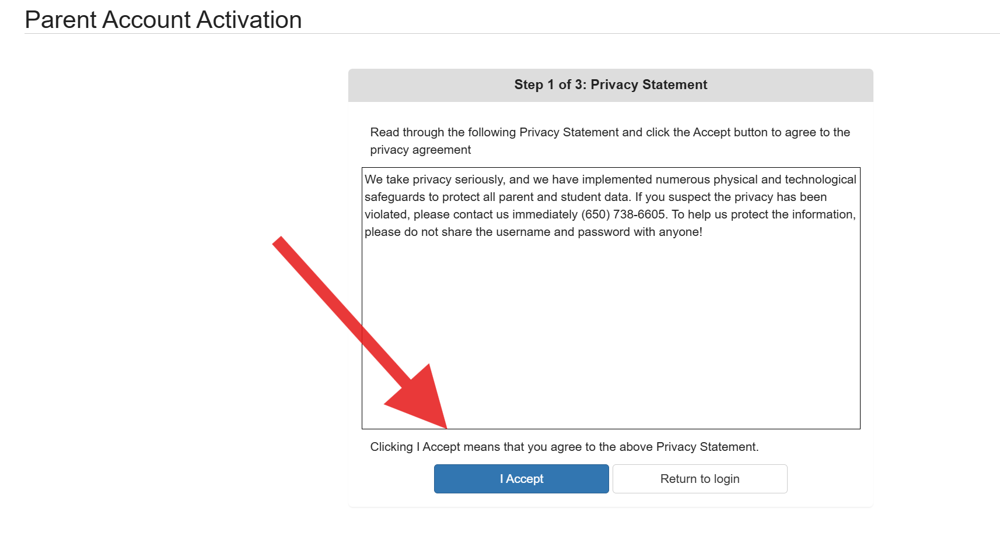 Parent Account Activation
Step 1 of 3: Privacy Statement
Read through the following Privacy Statement and click the Accept button to agree to the
privacy agreement
We take privacy seriously, and we have implemented numerous physical and technological
safeguards to protect all parent and student data. If you suspect the privacy has been
violated, please contact us immediately (650) 738-6605. To help us protect the information,
please do not share the username and password with anyone!
Clicking I Accept means that you agree to the above Privacy Statement.
I Accept
Return to login